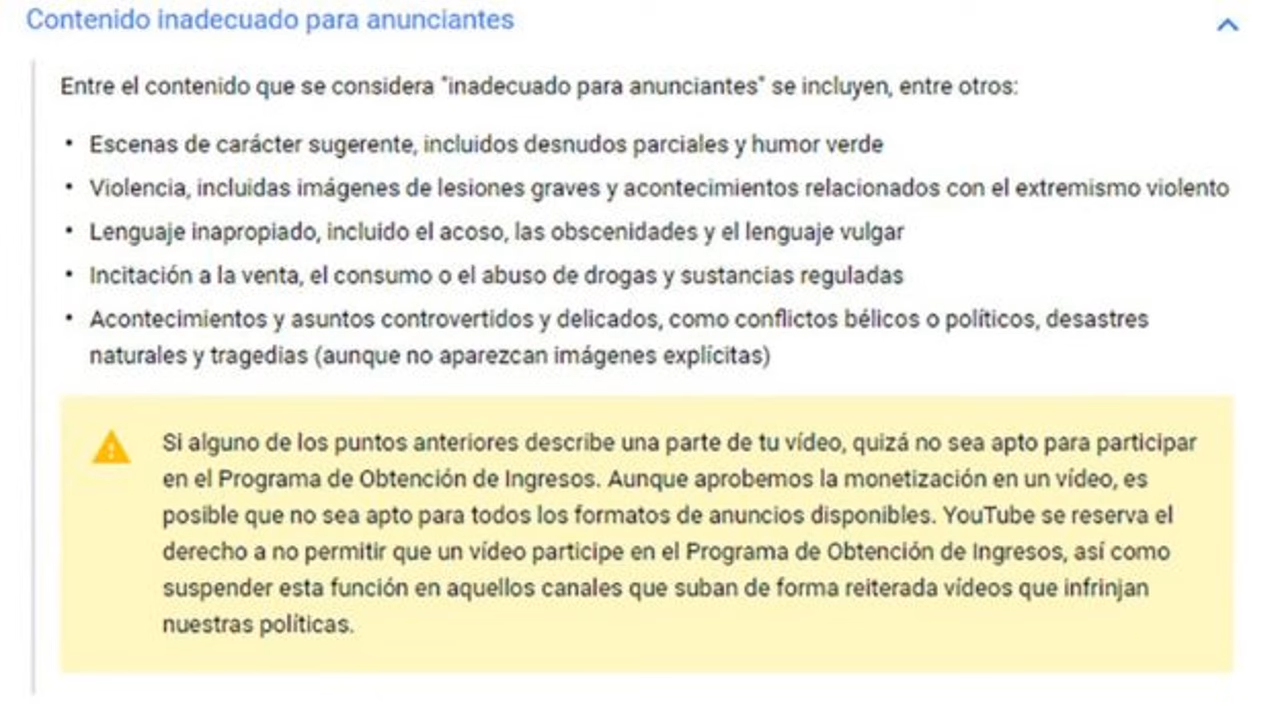 Contenido inadecuado para anunciantes
Entre el contenido que se considera "inadecuado para anunciantes" se incluyen, entre otros:
• Escenas de carácter sugerente, incluidos desnudos parciales y humor verde
• Violencia, incluidas imágenes de lesiones graves y acontecimientos relacionados con el extremismo violento
• Lenguaje inapropiado, incluido el acoso, las obscenidades y el lenguaje vulgar
• Incitación a la venta, el consumo o el abuso de drogas y sustancias reguladas
• Acontecimientos y asuntos controvertidos y delicados, como conflictos bélicos o políticos, desastres
naturales y tragedias (aunque no aparezcan imágenes explícitas)
Si alguno de los puntos anteriores describe una parte de tu vídeo, quizá no sea apto para participar
en el Programa de Obtención de Ingresos. Aunque aprobemos la monetización en un vídeo, es
posible que no sea apto para todos los formatos de anuncios disponibles. YouTube se reserva el
derecho a no permitir que un vídeo participe en el Programa de Obtención de Ingresos, así como
suspender esta función en aquellos canales que suban de forma reiterada vídeos que infrinjan
nuestras políticas.